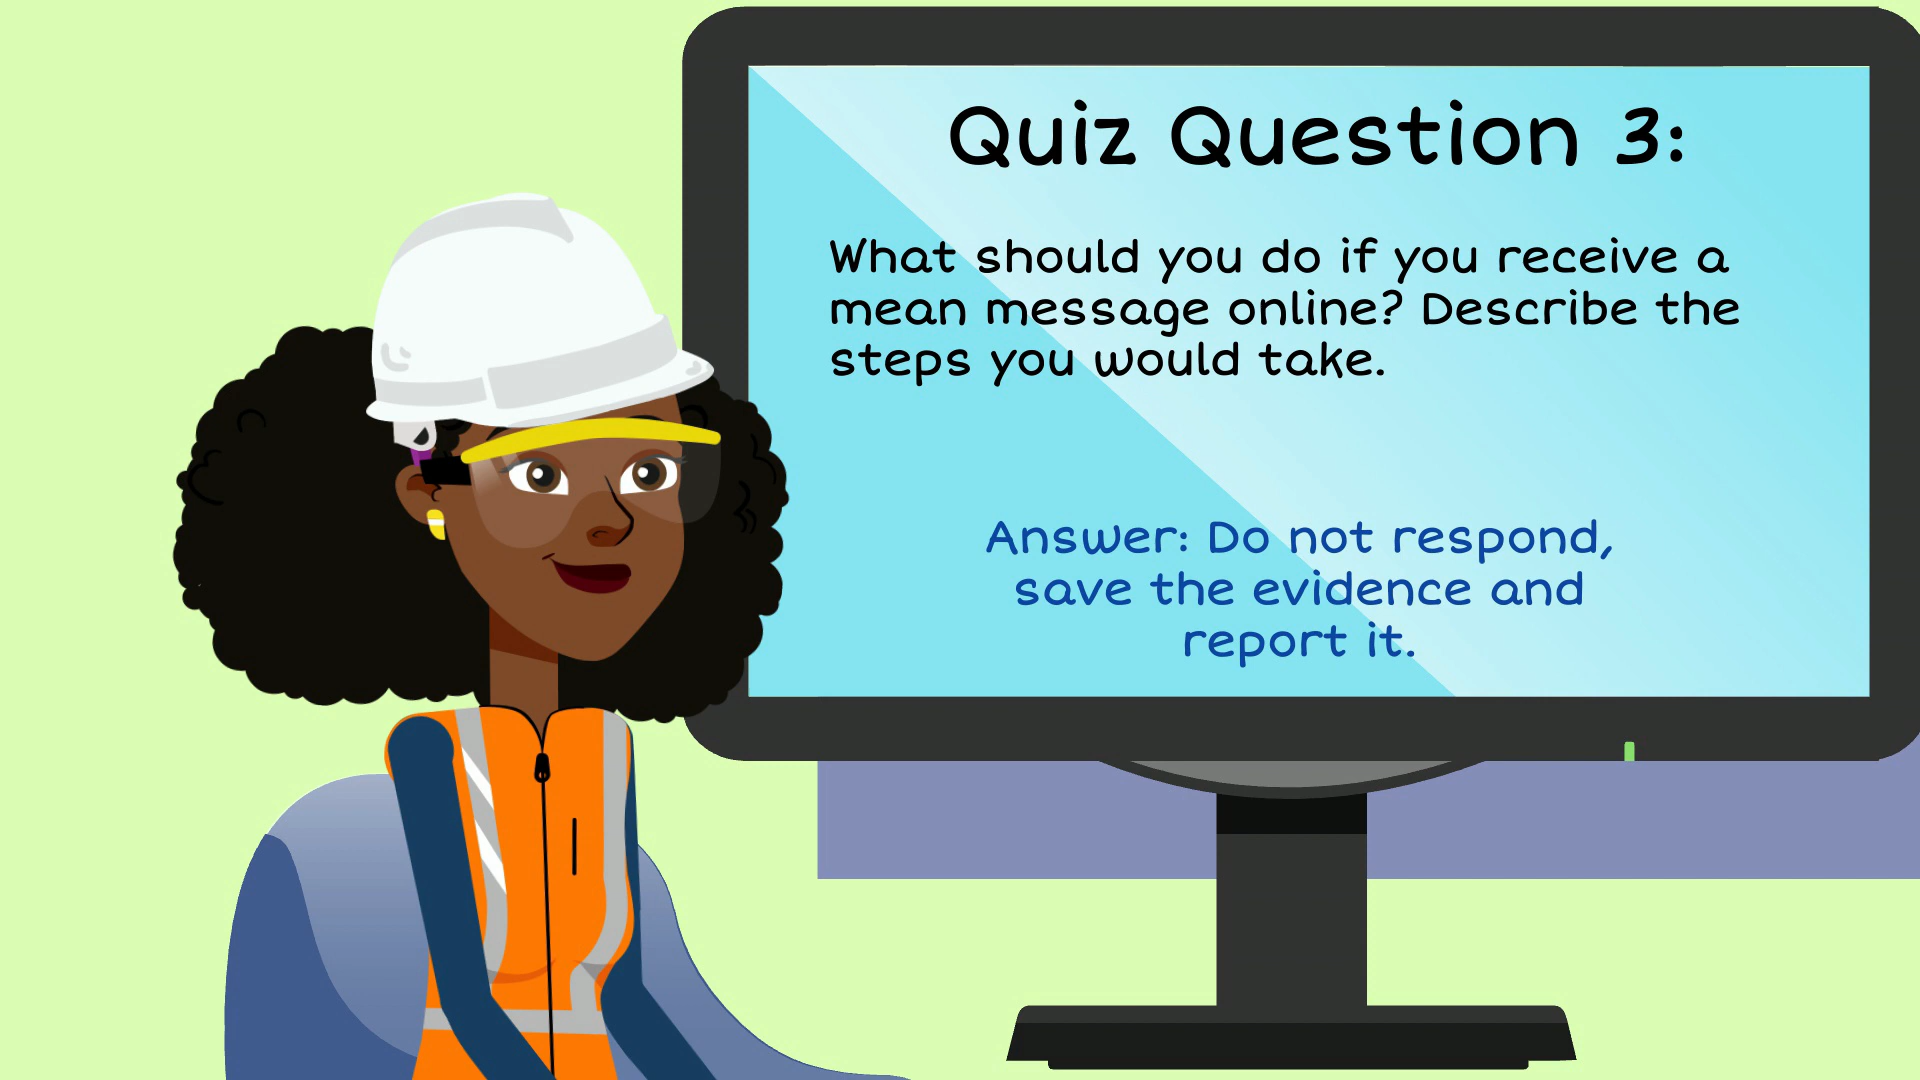 Quiz Question 3:
What should you do if you receive a
mean message online? Describe the
steps you would take.
Answer: Do not respond,
save the evidence and
report it.